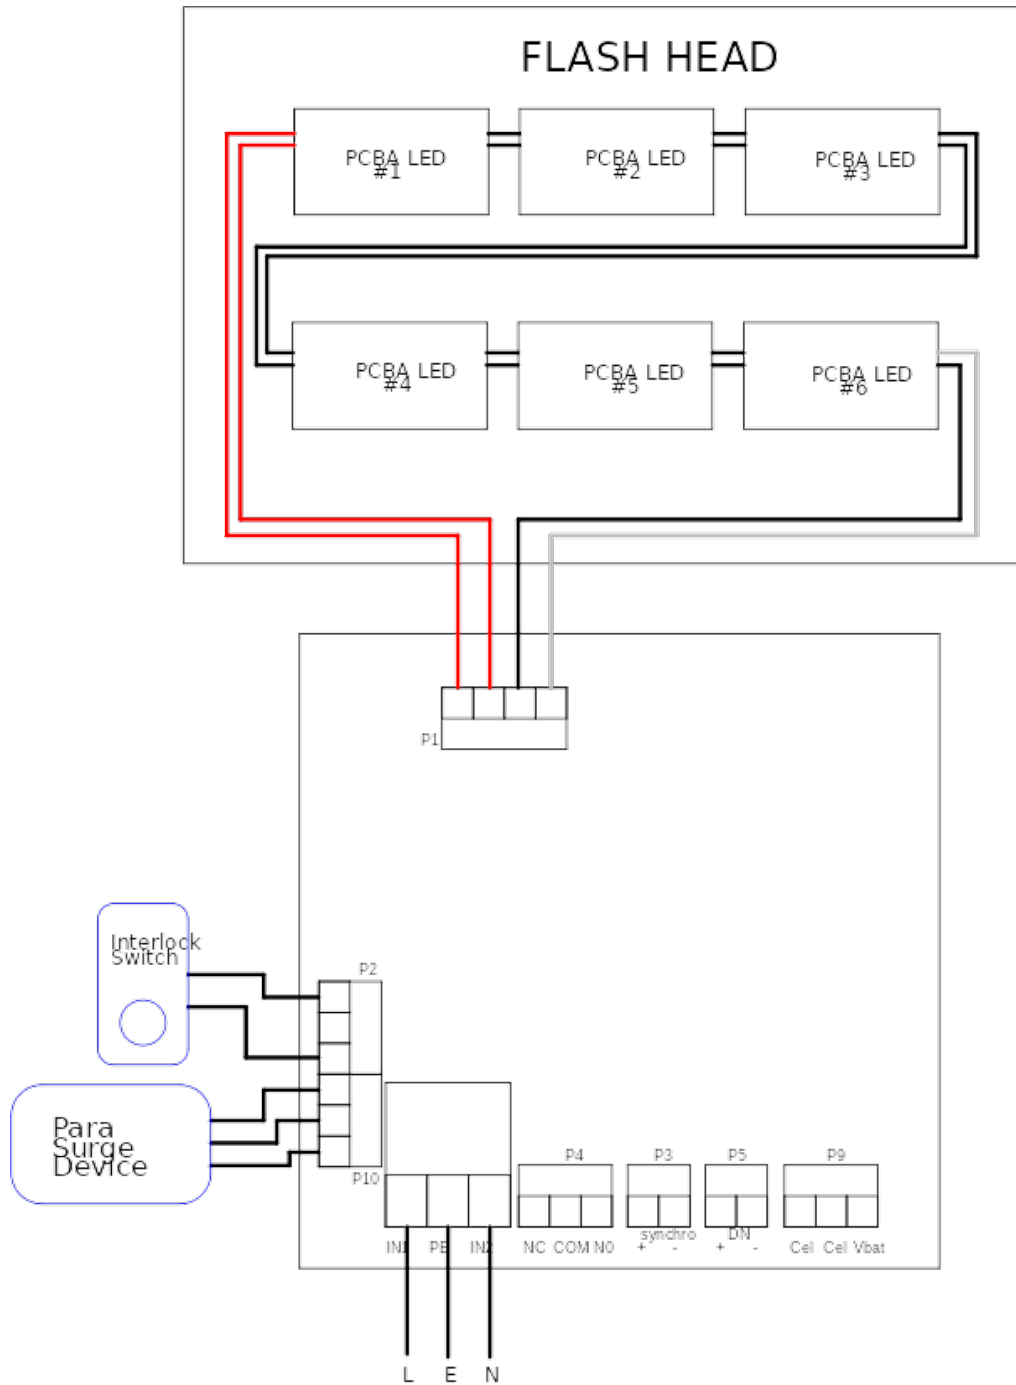 FLASH HEAD
PCBA LED
#1
PCBA LED
#2
PCBA LED
#3
PCBA LED
#4
PCBA LED
#5
PCBA LED
#6
P1
Interlock
Switch
P2
Para
Surge
Device
P10
P4
P3
P5
P9
IN1 PE IN2
NC COM N0
synchro
+ -
DN
+ -
Cel Cel Vbat
L E N